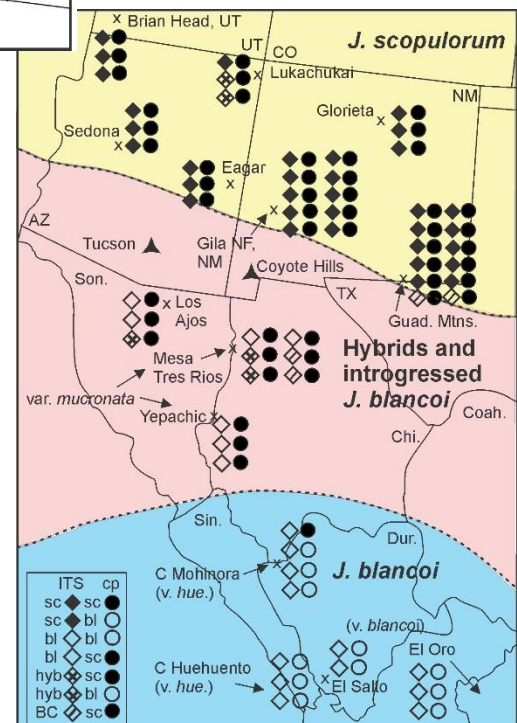 Brian Head, UT
UT
CO
J. scopulorum
Lukachukai
NM
Glorieta
Sedona
Eagar
AZ
Tucson
Gila NF,
NM
Coyote Hills
TX
Guad. Mtns.
Son.
Los
Ajos
Mesa
Tres Rios
Hybrids and
introgressed
J. blancoi
var. mucronata
Yepachic
Coah.
Chi.
Sin.
Dur.
J. blancoi
C Mohinora
(v. hue.)
(v. blancoi)
El Oro
C Huehuento
(v. hue.)
El Salto
ITS cp
sc sc
sc bl
bl bl
bl sc
hyb sc
hyb bl
BC sc